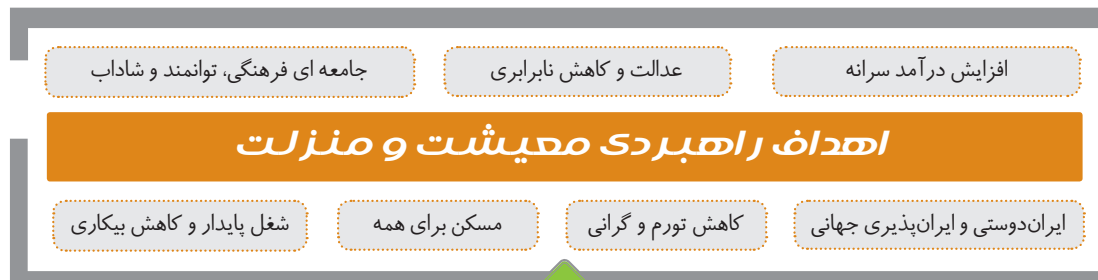 افزایش درآمد سرانه
عدالت و کاهش نابرابری
جامعه ای فرهنگی، توانمند و شاداب
اهداف راهبردی معیشت و منزلت
ایران‌دوستی و ایران‌پذیری جهانی
کاهش تورم و گرانی
مسکن برای همه
شغل پایدار و کاهش بیکاری